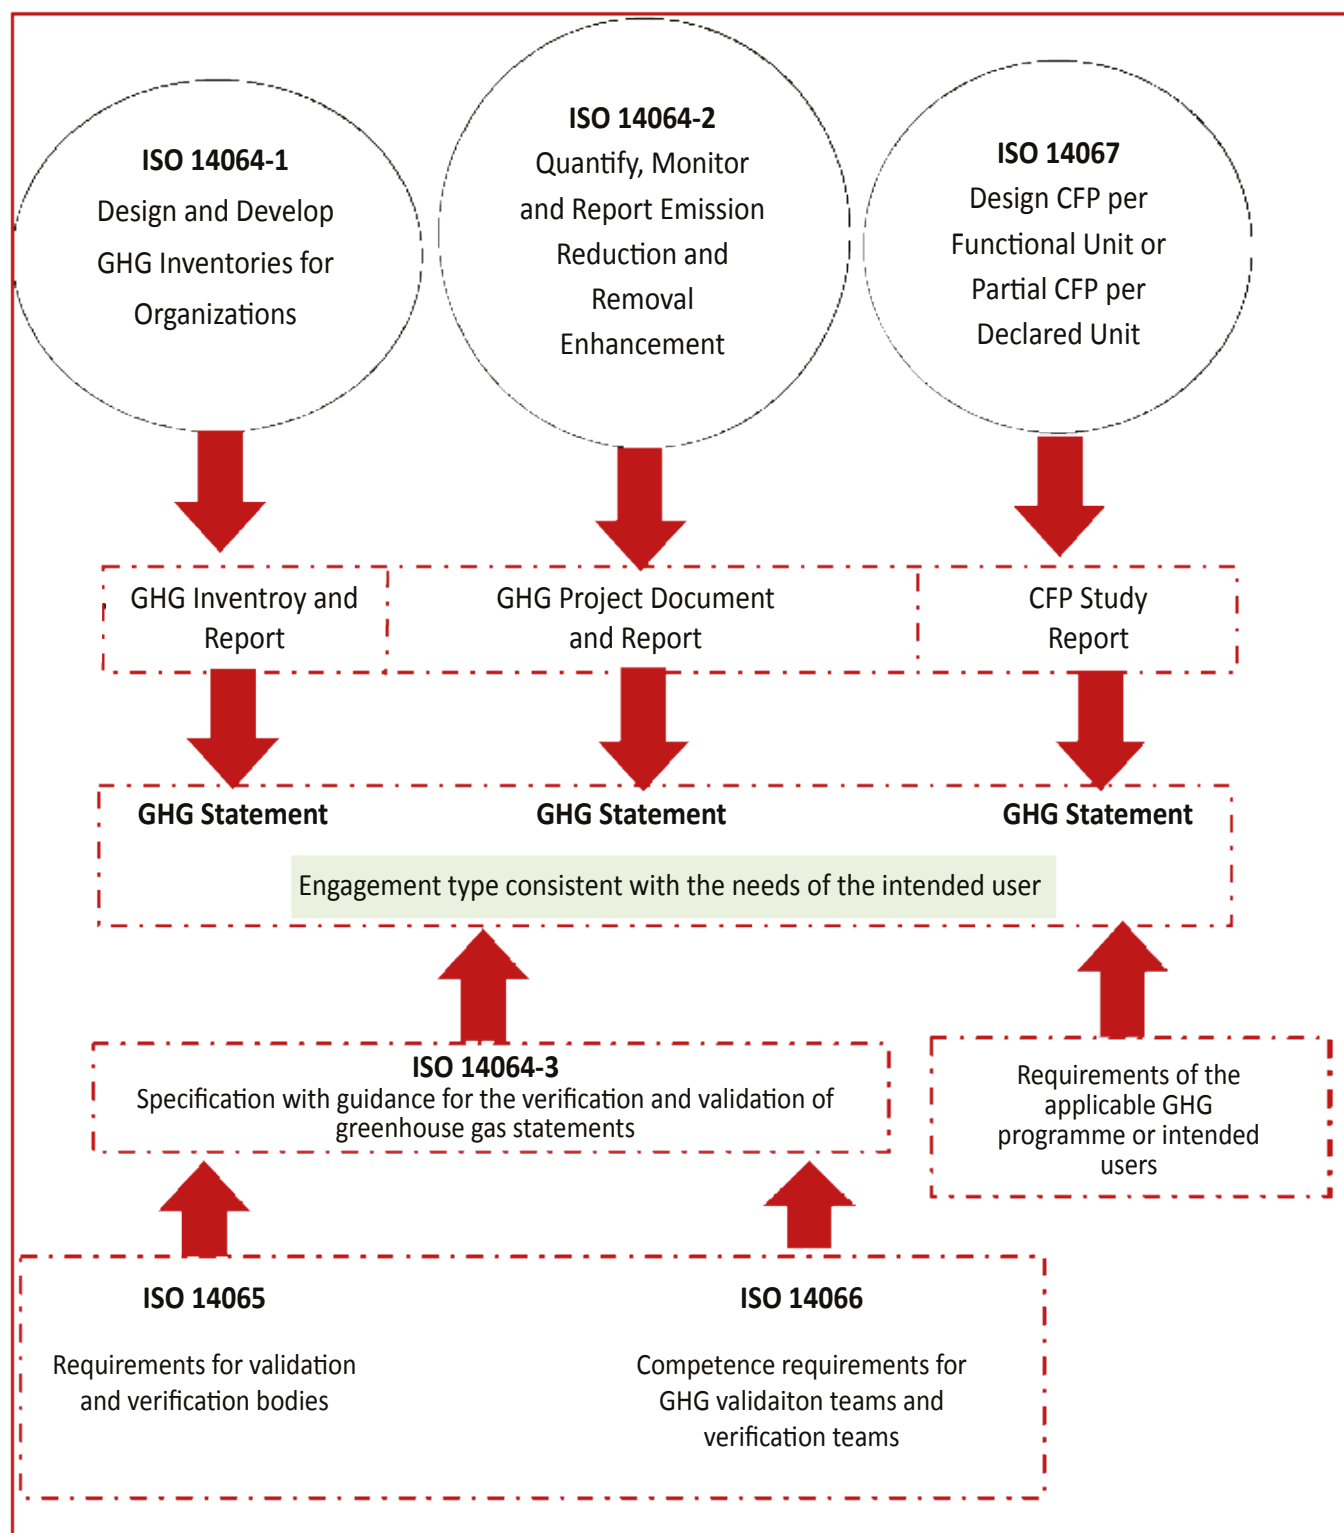 ISO 14064-1
Design and Develop
GHG Inventories for
Organizations
ISO 14064-2
Quantify, Monitor
and Report Emission
Reduction and
Removal
Enhancement
ISO 14067
Design CFP per
Functional Unit or
Partial CFP per
Declared Unit
GHG Inventroy and
Report
GHG Project Document
and Report
CFP Study
Report
GHG Statement
GHG Statement
GHG Statement
Engagement type consistent with the needs of the intended user
ISO 14064-3
Specification with guidance for the verification and validation of
greenhouse gas statements
Requirements of the
applicable GHG
programme or intended
users
ISO 14065
Requirements for validation
and verification bodies
ISO 14066
Competence requirements for
GHG validaiton teams and
verification teams